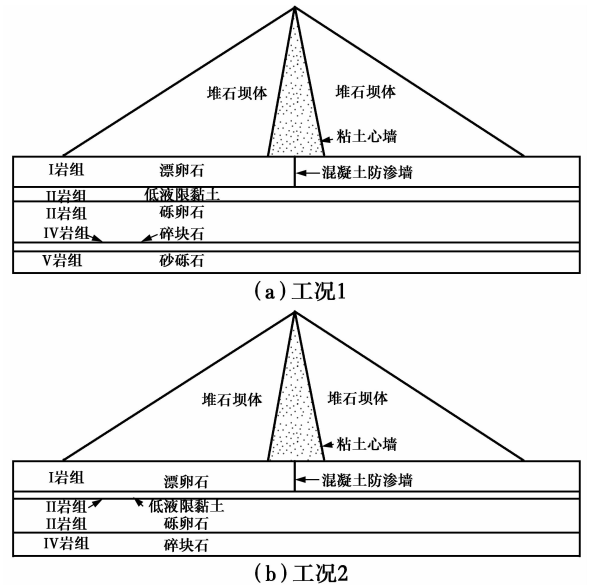 堆石坝体 堆石坝体
粘土心墙
I岩组 漂卵石 混凝土防渗墙
II岩组 低液限黏土
II岩组 砾卵石
IV岩组 碎块石
V岩组 砂砾石
(a)工况1
堆石坝体 堆石坝体
粘土心墙
I岩组 漂卵石 混凝土防渗墙
II岩组 低液限黏土
II岩组 砾卵石
IV岩组 碎块石
(b)工况2